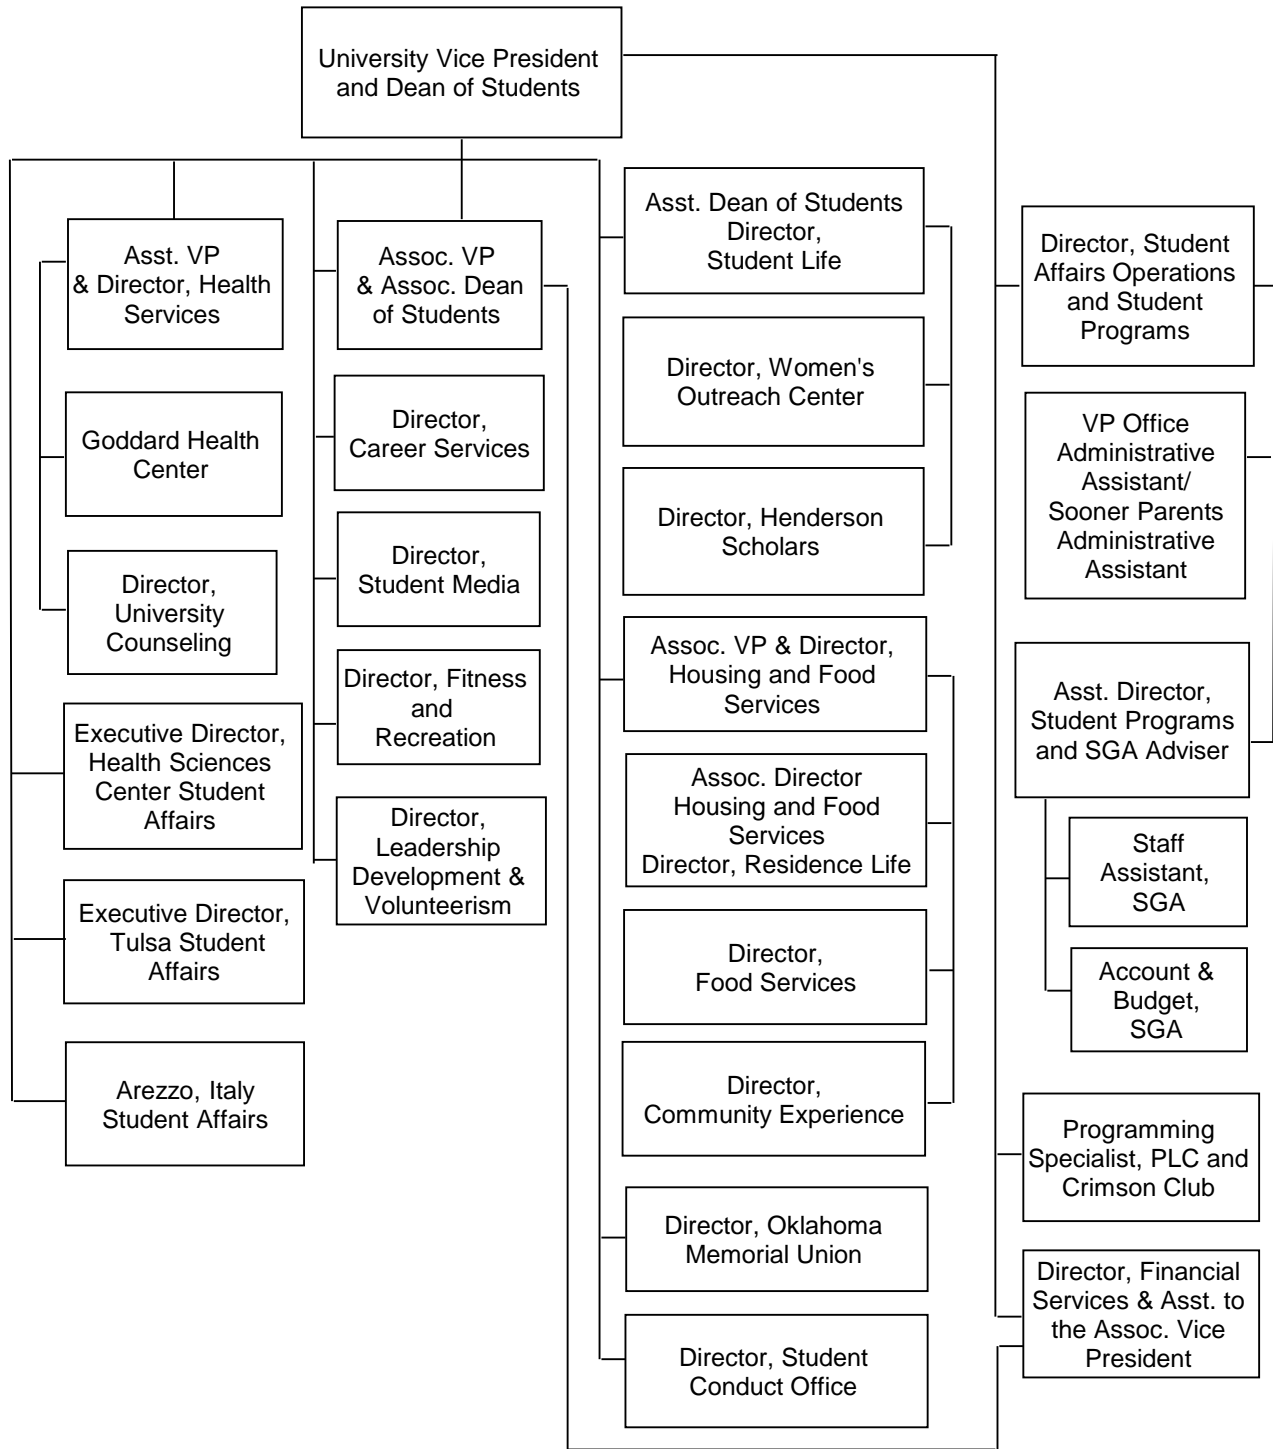 University Vice President
and Dean of Students
Asst. VP
& Director, Health
Services
Goddard Health
Center
Director,
University
Counseling
Executive Director,
Health Sciences
Center Student
Affairs
Executive Director,
Tulsa Student
Affairs
Arezzo, Italy
Student Affairs
Assoc. VP
& Assoc. Dean
of Students
Director,
Career Services
Director,
Student Media
Director, Fitness
and
Recreation
Director,
Leadership
Development &
Volunteerism
Asst. Dean of Students
Director,
Student Life
Director, Women's
Outreach Center
Director, Henderson
Scholars
Assoc. VP & Director,
Housing and Food
Services
Assoc. Director
Housing and Food
Services
Director, Residence Life
Director,
Food Services
Director,
Community Experience
Director, Oklahoma
Memorial Union
Director, Student
Conduct Office
Director, Student
Affairs Operations
and Student
Programs
VP Office
Administrative
Assistant/
Sooner Parents
Administrative
Assistant
Asst. Director,
Student Programs
and SGA Adviser
Staff
Assistant,
SGA
Account &
Budget,
SGA
Programming
Specialist, PLC and
Crimson Club
Director, Financial
Services & Asst. to
the Assoc. Vice
President